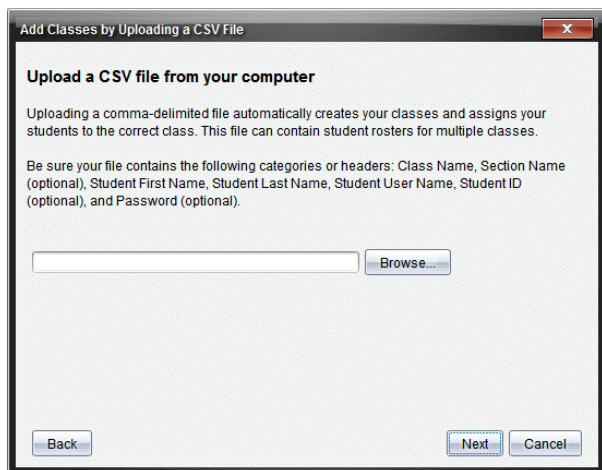 Add Classes by Uploading a CSV File
X
Upload a CSV file from your computer
Uploading a comma-delimited file automatically creates your classes and assigns your
students to the correct class. This file can contain student rosters for multiple classes.
Be sure your file contains the following categories or headers: Class Name, Section Name
(optional), Student First Name, Student Last Name, Student User Name, Student ID
(optional), and Password (optional).
Browse...
Back
Next
Cancel